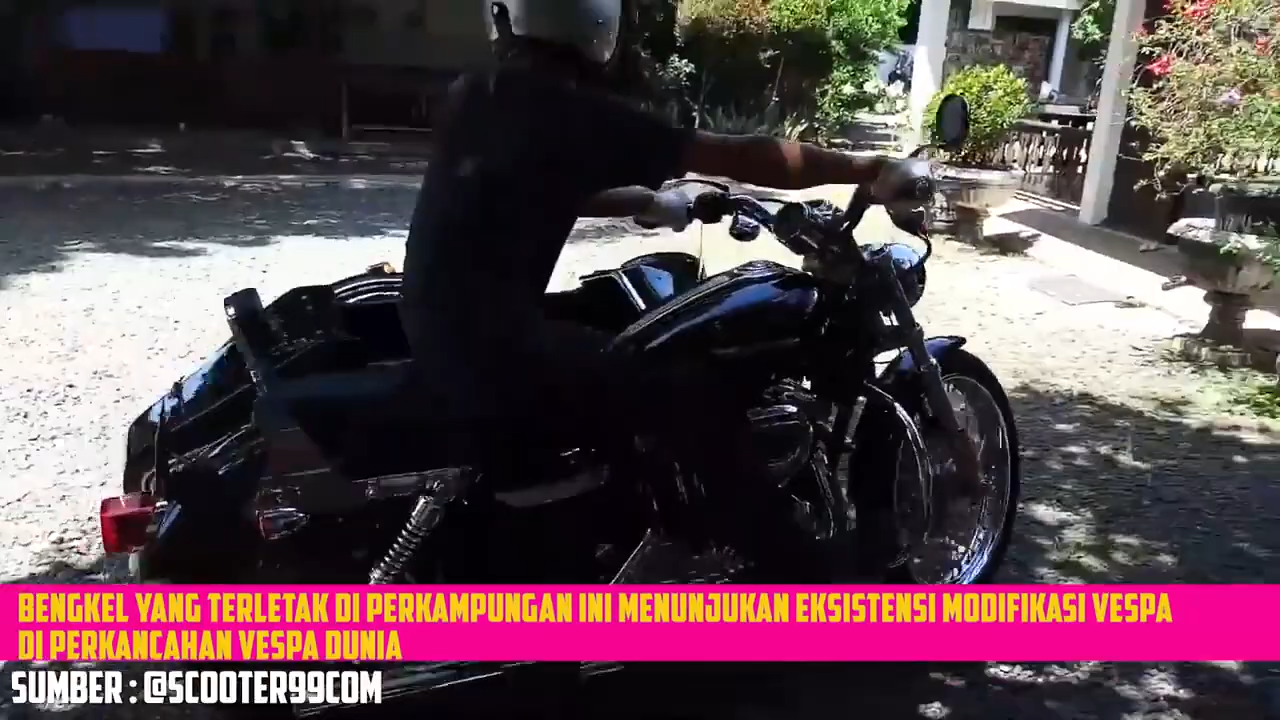 BENGKEL YANG TERLETAK DI PERKAMPUNGAN INI MENUNJUKAN EKSISTENSI MODIFIKASI VESPA
DI PERKANCAHAN VESPA DUNIA
SUMBER : @SCOOTER99COM